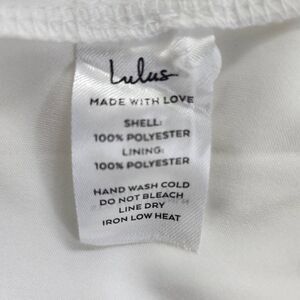 Lulus
MADE WITH LOVE
SHELL:
100% POLYESTER
LINING:
100% POLYESTER
HAND WASH COLD
DO NOT BLEACH
LINE DRY
IRON LOW HEAT